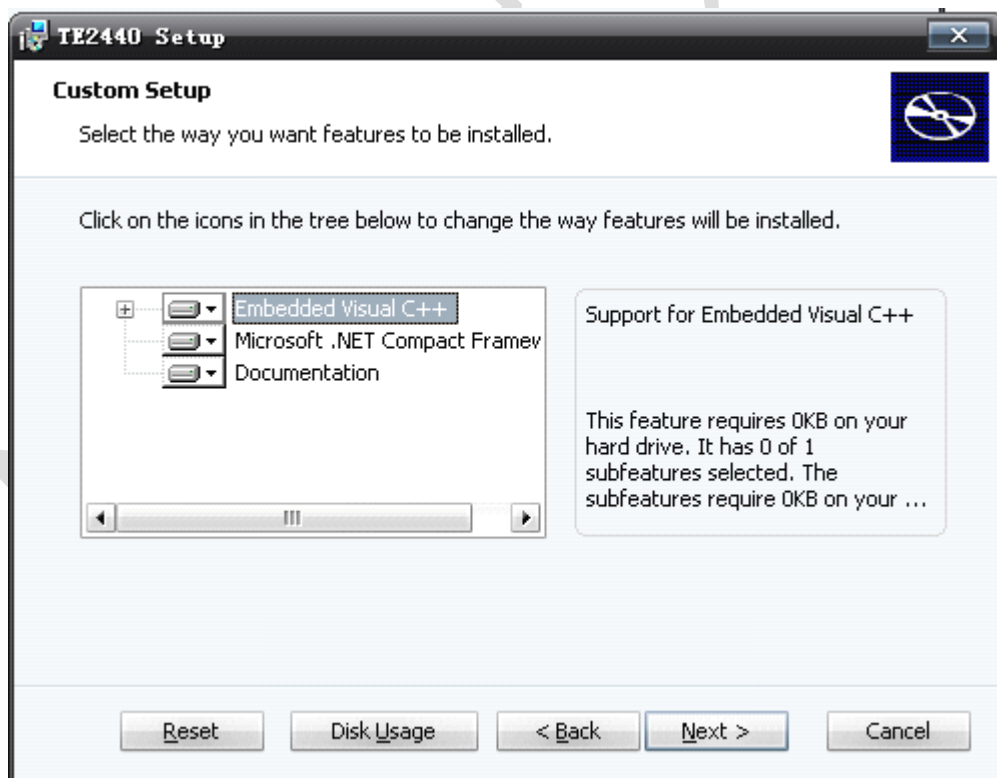 TE2440 Setup
Custom Setup
Select the way you want features to be installed.
Click on the icons in the tree below to change the way features will be installed.
Embedded Visual C++
Microsoft .NET Compact Framew
Documentation
Support for Embedded Visual C++
This feature requires 0KB on your
hard drive. It has 0 of 1
subfeatures selected. The
subfeatures require 0KB on your ...
Reset
Disk Usage
< Back
Next >
Cancel